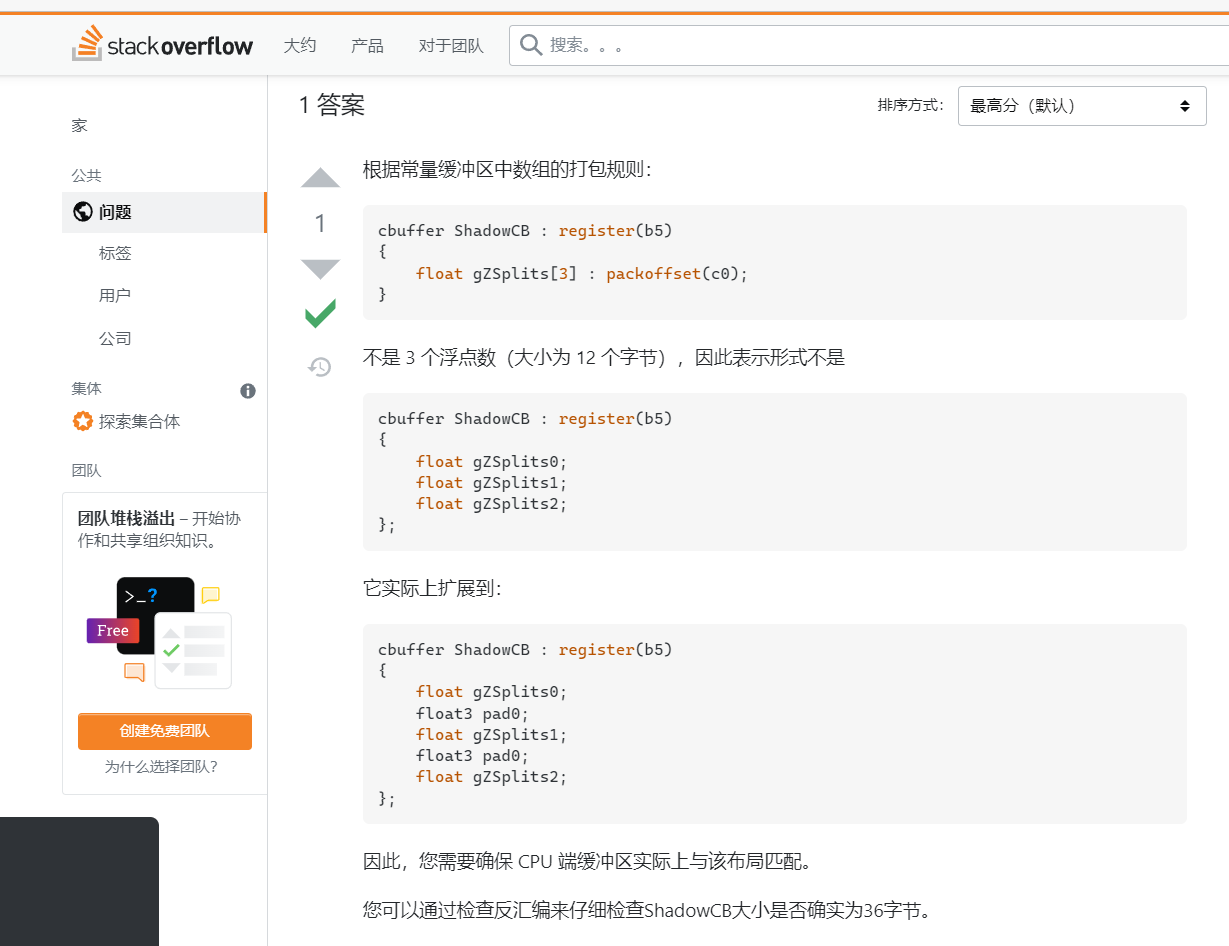 stackoverflow 大约 产品 对于团队 搜索。。。
家
公共
问题
标签
用户
公司
集体
探索集合体
团队
团队堆栈溢出 – 开始协
作和共享组织知识。
>_?
Free
创建免费团队
为什么选择团队?
1 答案
排序方式: 最高分（默认）
1
根据常量缓冲区中数组的打包规则:
cbuffer ShadowCB : register(b5)
{
    float gZSplits[3] : packoffset(c0);
}
不是 3 个浮点数（大小为 12 个字节），因此表示形式不是
cbuffer ShadowCB : register(b5)
{
    float gZSplits0;
    float gZSplits1;
    float gZSplits2;
};
它实际上扩展到:
cbuffer ShadowCB : register(b5)
{
    float gZSplits0;
    float3 pad0;
    float gZSplits1;
    float3 pad0;
    float gZSplits2;
};
因此，您需要确保 CPU 端缓冲区实际上与该布局匹配。
您可以通过检查反汇编来仔细检查ShadowCB大小是否确实为36字节。